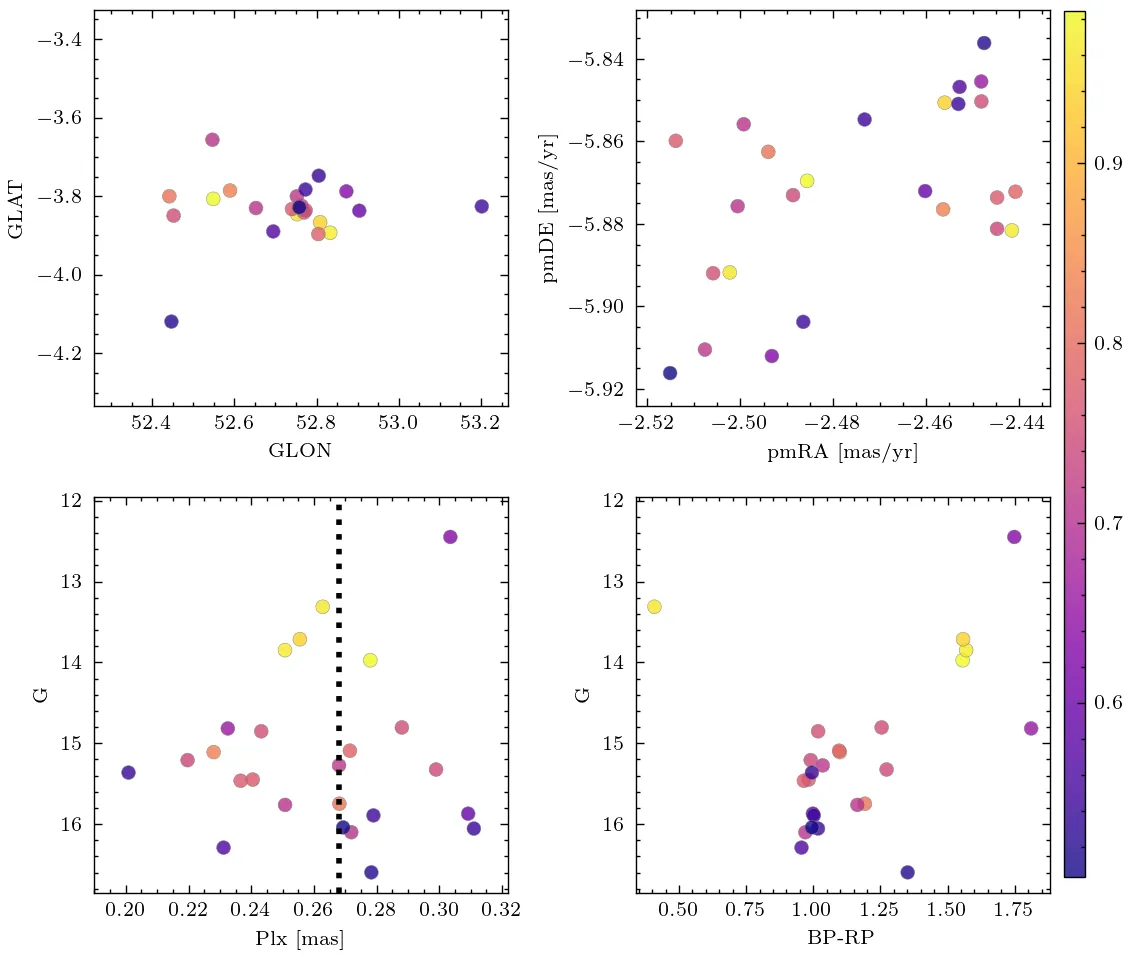 −3.4
−3.6
−3.8
−4.0
−4.2
GLAT
52.4 52.6 52.8 53.0 53.2
GLON
−5.84
−5.86
−5.88
−5.90
−5.92
pmDE [mas/yr]
−2.52 −2.50 −2.48 −2.46 −2.44
pmRA [mas/yr]
0.9
0.8
0.7
0.6
12
13
14
15
16
G
0.20 0.22 0.24 0.26 0.28 0.30 0.32
Plx [mas]
12
13
14
15
16
G
0.50 0.75 1.00 1.25 1.50 1.75
BP-RP